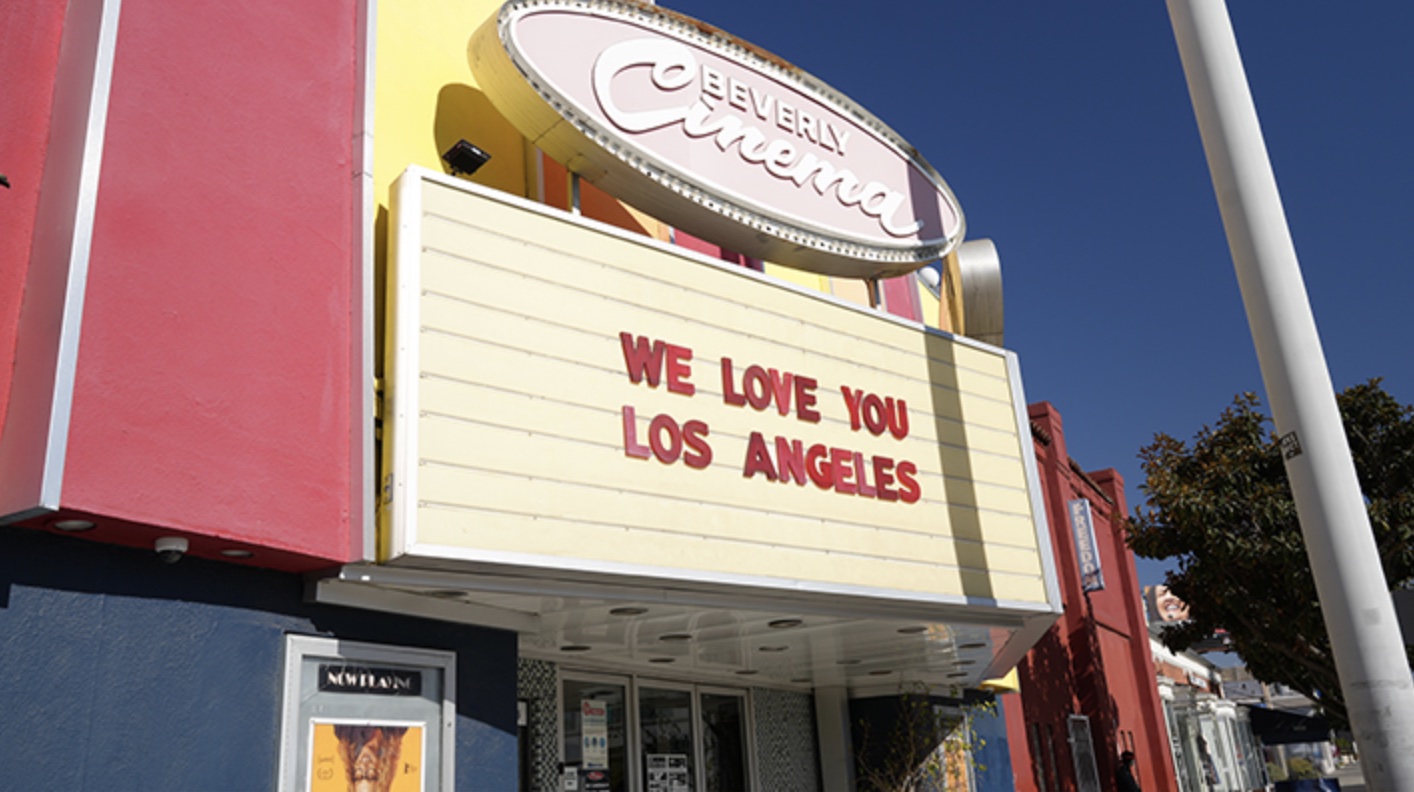 BEVERLY
Cinema
WE LOVE YOU
LOS ANGELES
NOW PLAYING